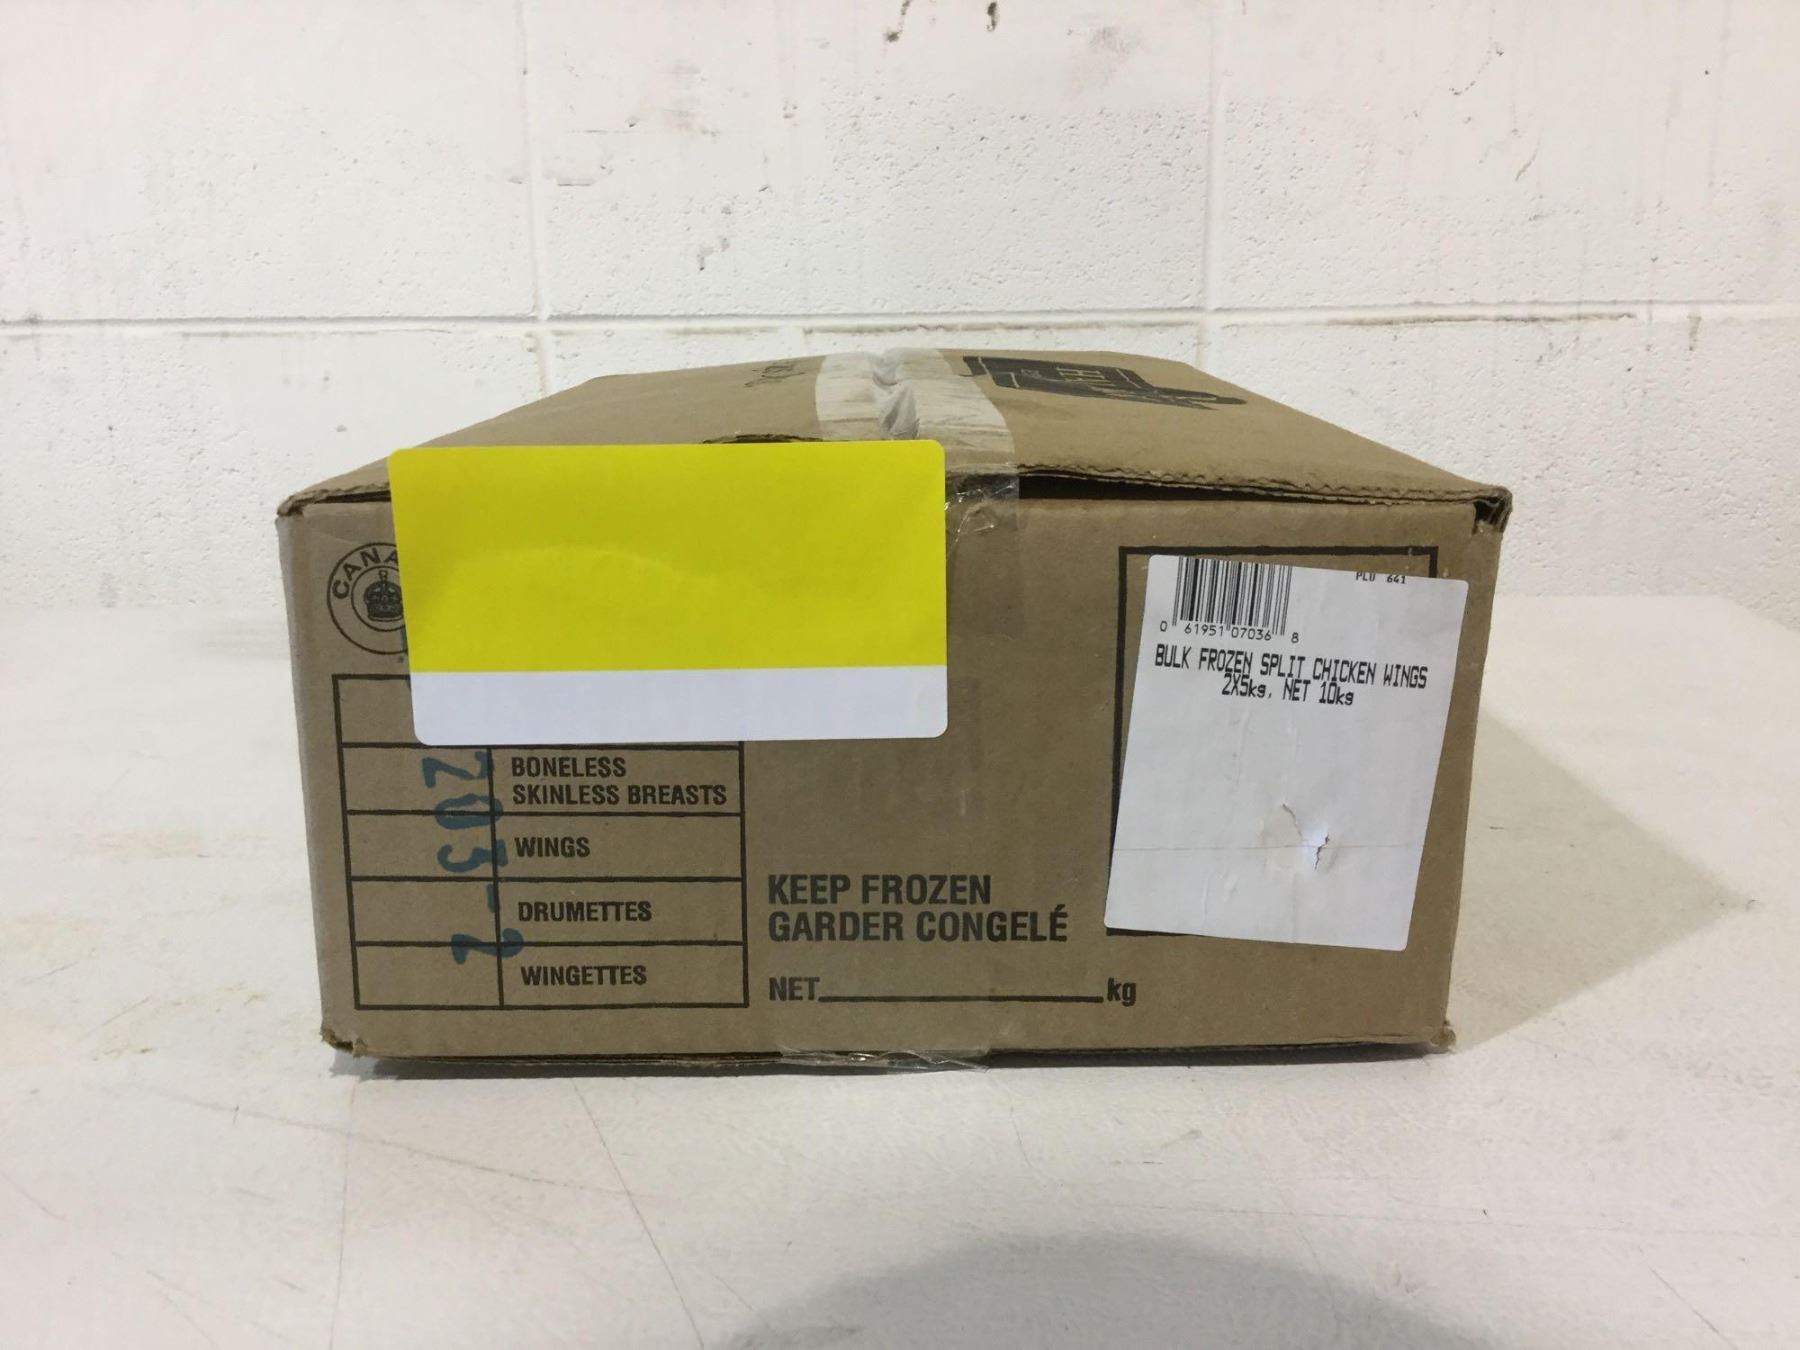 CANA
BONELESS
SKINLESS BREASTS
WINGS
DRUMETTES
WINGETTES
203-2
KEEP FROZEN
GARDER CONGELÉ
NET kg
PLU 641
0 61951 07036 8
BULK FROZEN SPLIT CHICKEN WINGS
2X5kg, NET 10kg